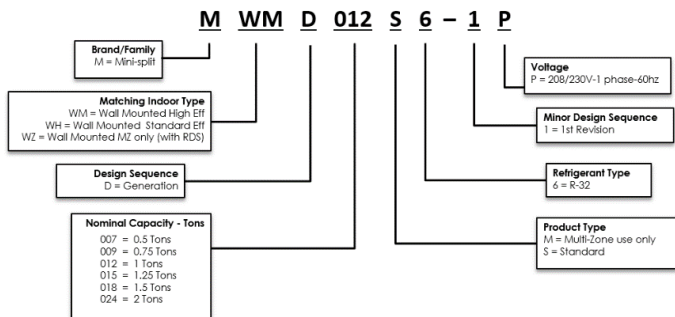 M WM D 012 S 6 – 1 P
Brand/Family
M = Mini-split
Matching Indoor Type
WM = Wall Mounted High Eff
WH = Wall Mounted Standard Eff
WZ = Wall Mounted MZ only (with RDS)
Design Sequence
D = Generation
Nominal Capacity - Tons
007 = 0.5 Tons
009 = 0.75 Tons
012 = 1 Tons
015 = 1.25 Tons
018 = 1.5 Tons
024 = 2 Tons
Voltage
P = 208/230V-1 phase-60hz
Minor Design Sequence
1 = 1st Revision
Refrigerant Type
6 = R-32
Product Type
M = Multi-Zone use only
S = Standard